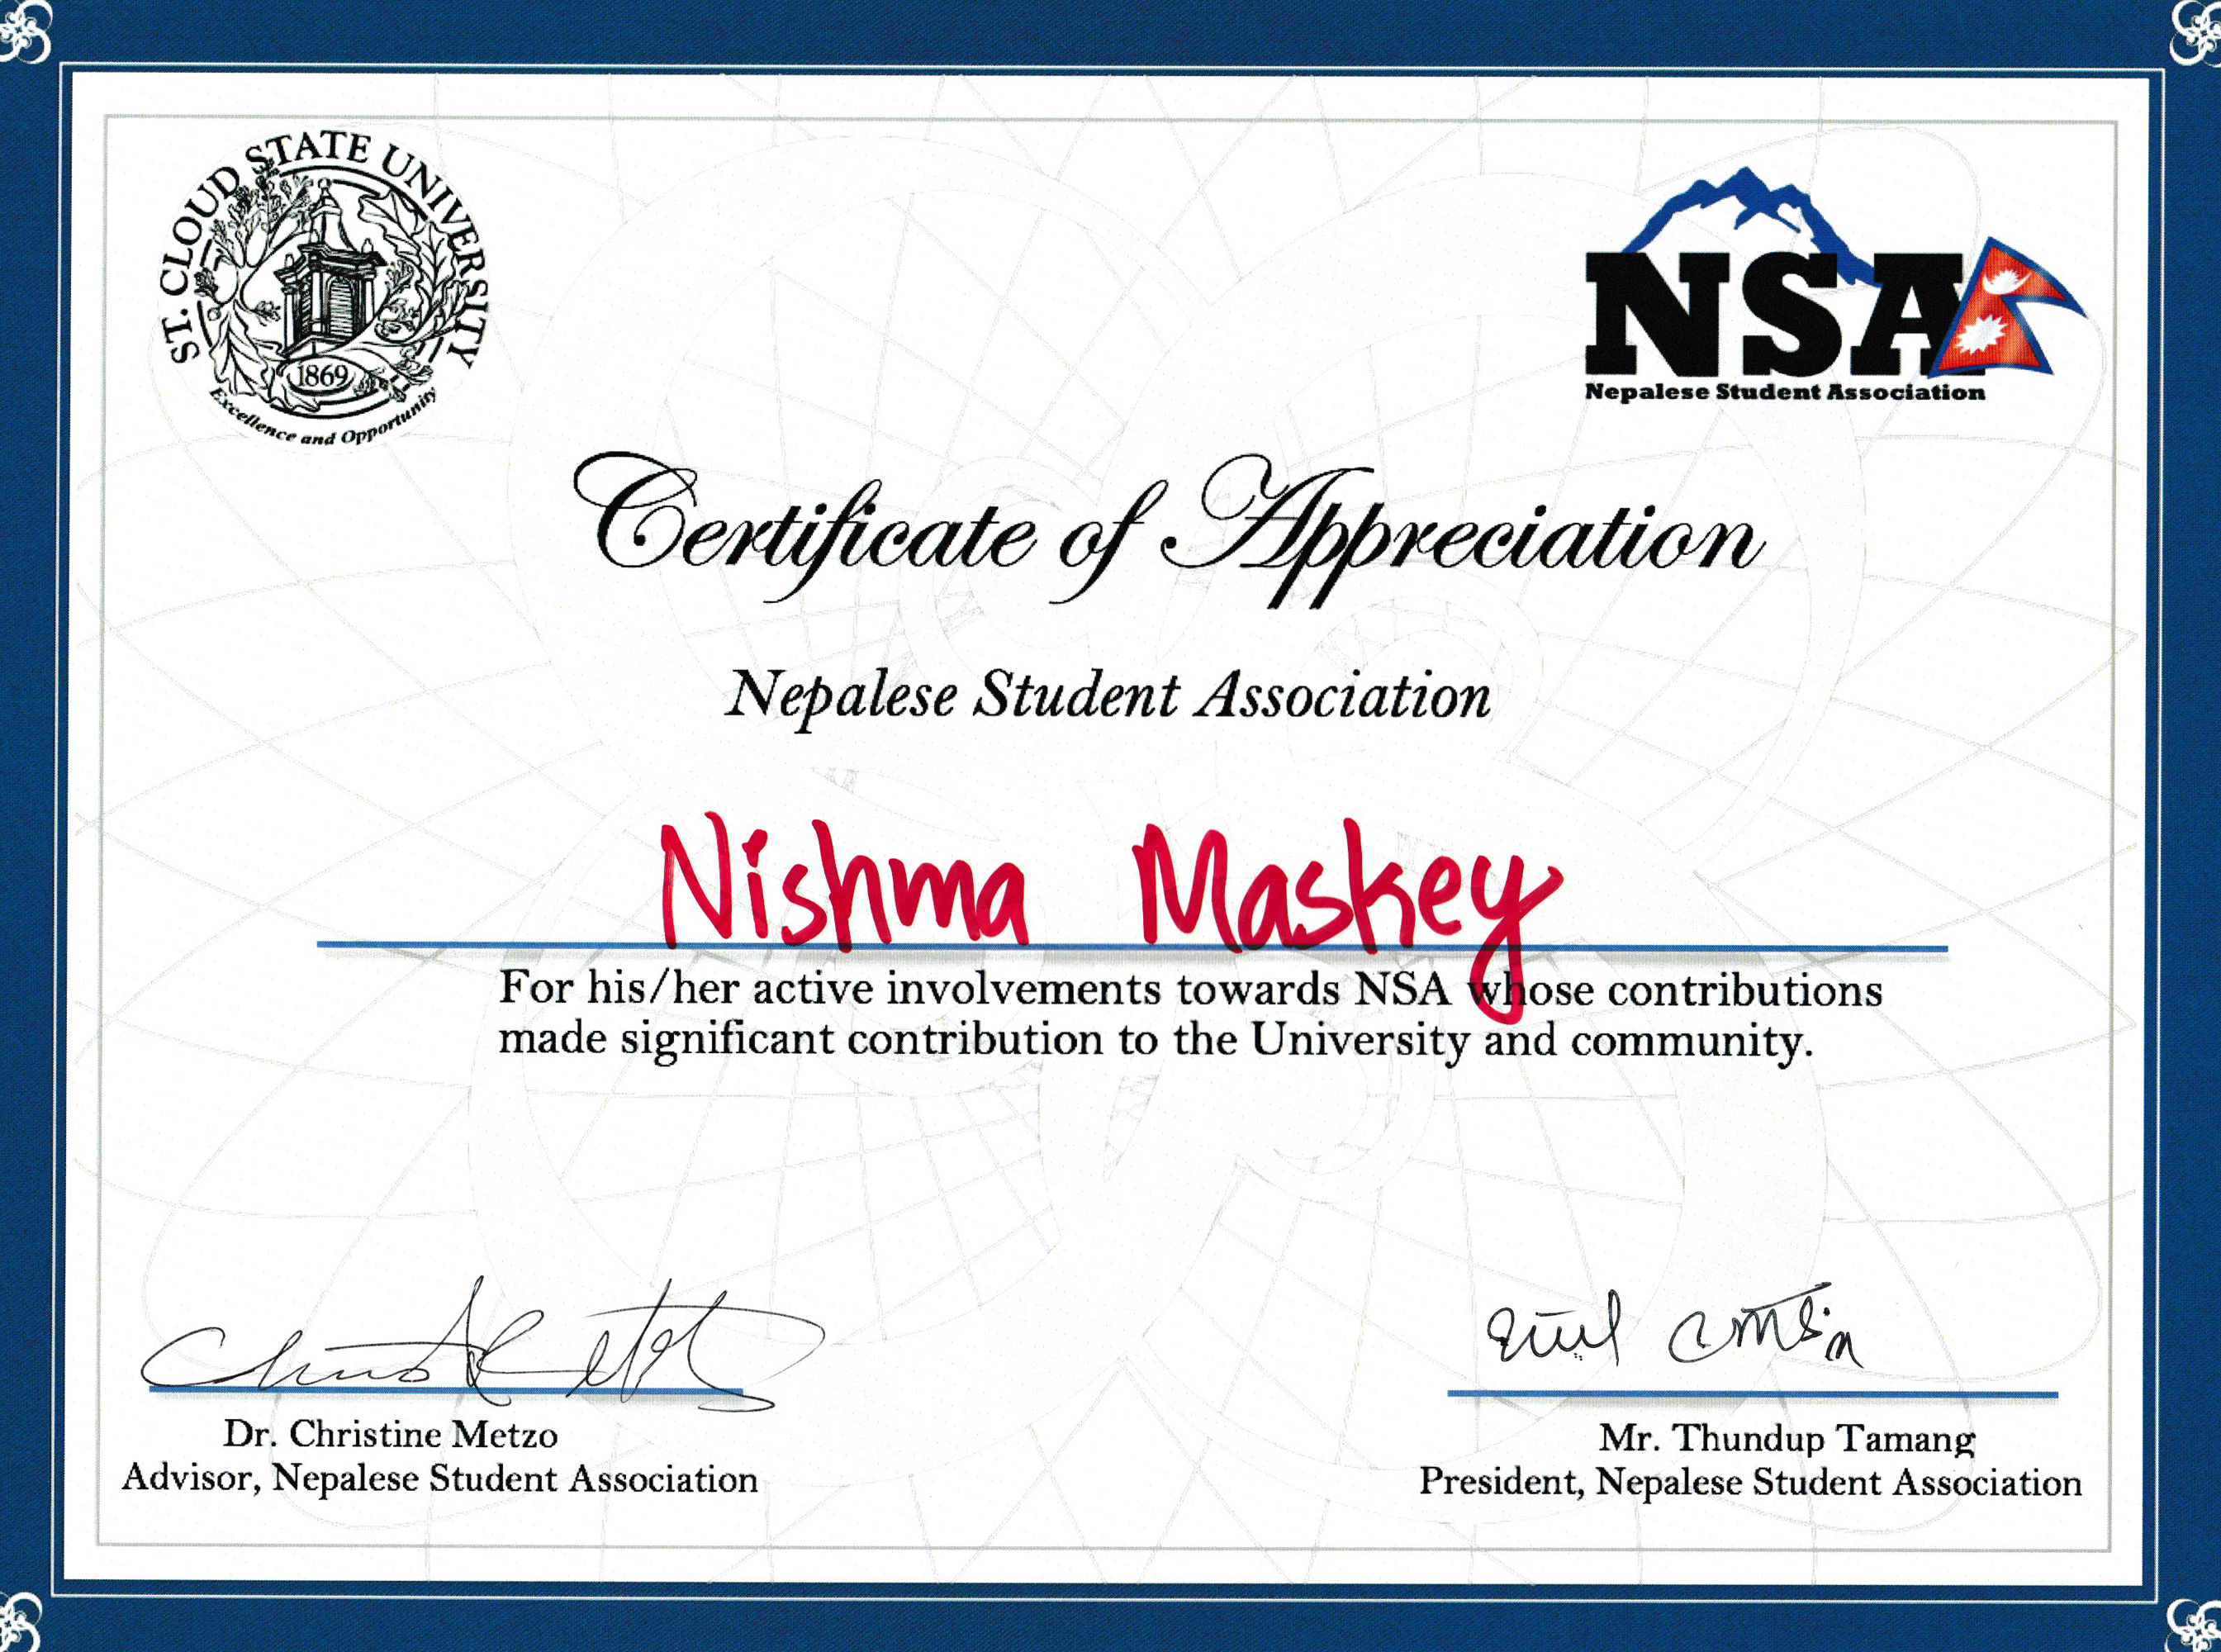 ST. CLOUD STATE UNIVERSITY
1869
Excellence and Opportunity
NSA
Nepalese Student Association
Certificate of Appreciation
Nepalese Student Association
Nishma Maskey
For his/her active involvements towards NSA whose contributions
made significant contribution to the University and community.
Dr. Christine Metzo
Advisor, Nepalese Student Association
Mr. Thundup Tamang
President, Nepalese Student Association